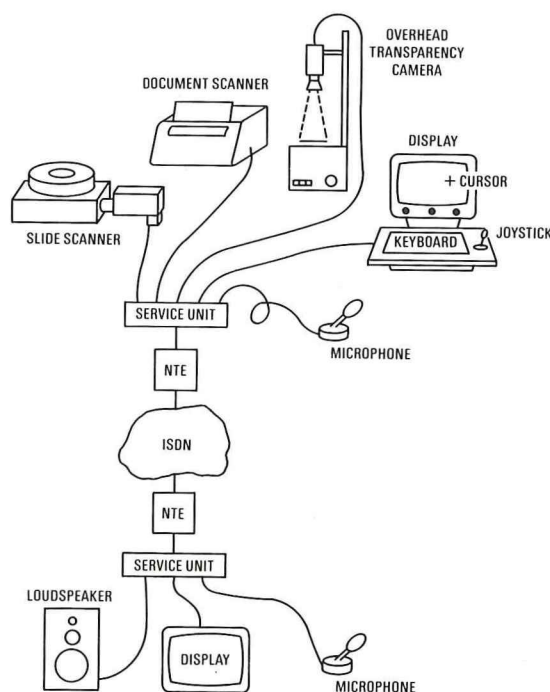 OVERHEAD
TRANSPARENCY
CAMERA
DOCUMENT SCANNER
DISPLAY
+ CURSOR
SLIDE SCANNER
KEYBOARD
JOYSTICK
SERVICE UNIT
MICROPHONE
NTE
ISDN
NTE
SERVICE UNIT
LOUDSPEAKER
DISPLAY
MICROPHONE